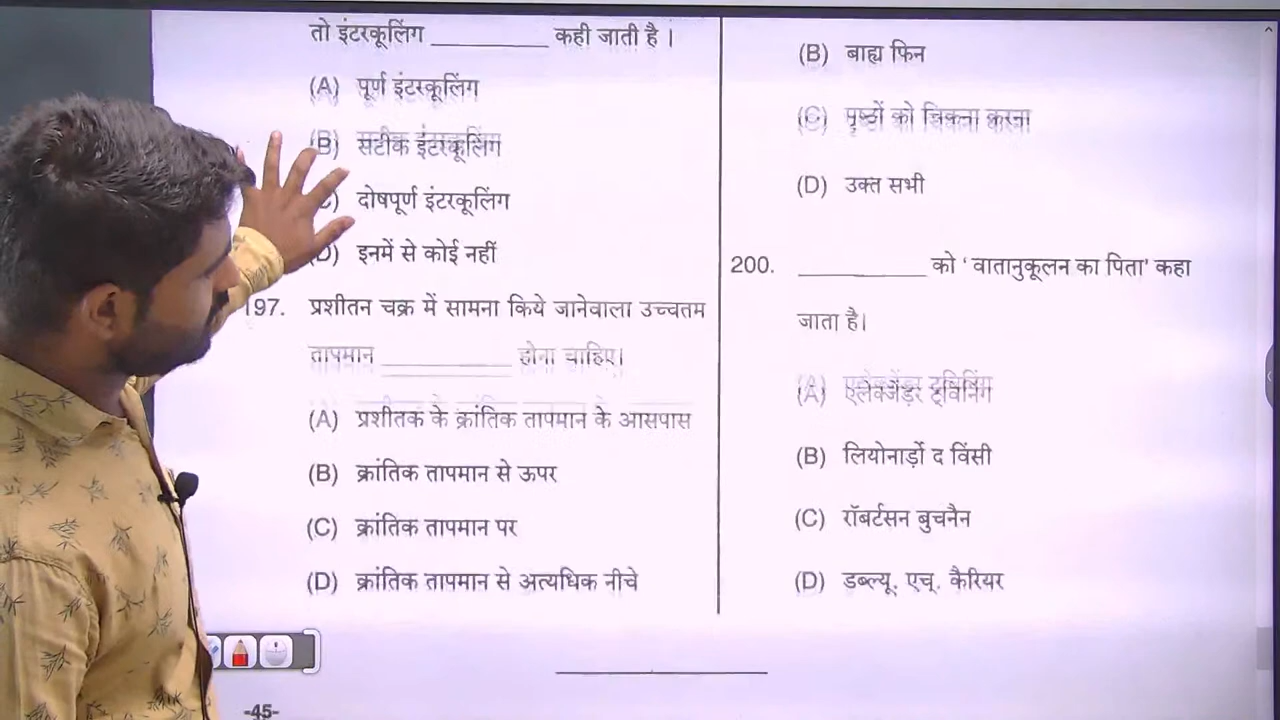 तो इंटरकूलिंग __________ कही जाती है ।
(A) पूर्ण इंटरकूलिंग
(B) सटीक इंटरकूलिंग
(C) दोषपूर्ण इंटरकूलिंग
(D) इनमें से कोई नहीं
197. प्रशीतन चक्र में सामना किये जानेवाला उच्चतम
तापमान __________ होना चाहिए।
(A) प्रशीतक के क्रांतिक तापमान के आसपास
(B) क्रांतिक तापमान से ऊपर
(C) क्रांतिक तापमान पर
(D) क्रांतिक तापमान से अत्यधिक नीचे
(B) बाह्य फिन
(C) पृष्ठों को चिकना करना
(D) उक्त सभी
200. __________ को ‘वातानुकूलन का पिता’ कहा
जाता है।
(A) एलेक्जेंड़र ट्विनिंग
(B) लियोनार्ड़ो द विंसी
(C) रॉबर्टसन बुचनैन
(D) डब्ल्यू. एच्. कैरियर
-45-